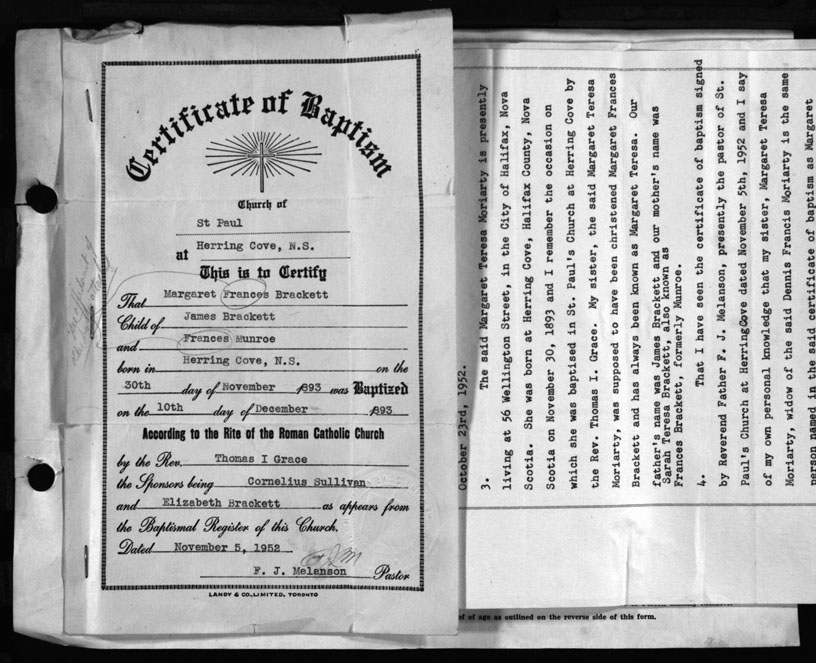 Certificate of Baptism
Church of
St Paul
at Herring Cove, N.S.
This is to Certify
That Margaret Frances Brackett
Child of James Brackett
and Frances Munroe
born in Herring Cove, N.S. on the
30th day of November 1893 was Baptized
on the 10th day of December 1893
According to the Rite of the Roman Catholic Church
by the Rev. Thomas I Grace
the Sponsors being Cornelius Sullivan
and Elizabeth Brackett as appears from
the Baptismal Register of this Church.
Dated November 5, 1952
F. J. Melanson Pastor
LANDY & CO., LIMITED, TORONTO
See affidavit
attached
October 23rd, 1952.
3. The said Margaret Teresa Moriarty is presently
living at 56 Wellington Street, in the City of Halifax, Nova
Scotia. She was born at Herring Cove, Halifax County, Nova
Scotia on November 30, 1893 and I remember the occasion on
which she was baptised in St. Paul's Church at Herring Cove by
the Rev. Thomas I. Grace. My sister, the said Margaret Teresa
Moriarty, was supposed to have been christened Margaret Frances
Brackett and has always been known as Margaret Teresa. Our
father's name was James Brackett and our mother's name was
Sarah Teresa Brackett, also known as
Frances Brackett, formerly Munroe.
4. That I have seen the certificate of baptism signed
by Reverend Father F. J. Melanson, presently the pastor of St.
Paul's Church at HerringCove dated November 5th, 1952 and I say
of my own personal knowledge that my sister, Margaret Teresa
Moriarty, widow of the said Dennis Francis Moriarty is the same
person named in the said certificate of baptism as Margaret
of age as outlined on the reverse side of this form.